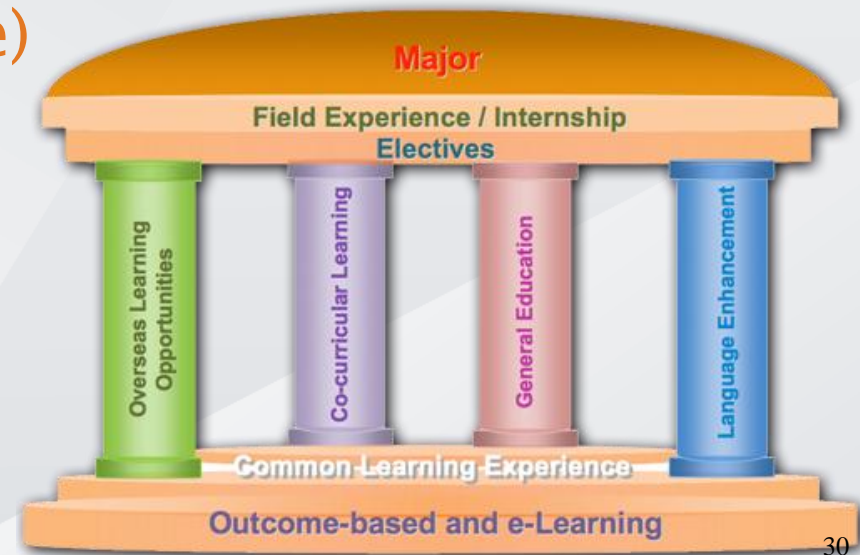 e)
Major
Field Experience / Internship
Electives
Overseas Learning
Opportunities
Co-curricular Learning
General Education
Language Enhancement
Common Learning Experience
Outcome-based and e-Learning
30